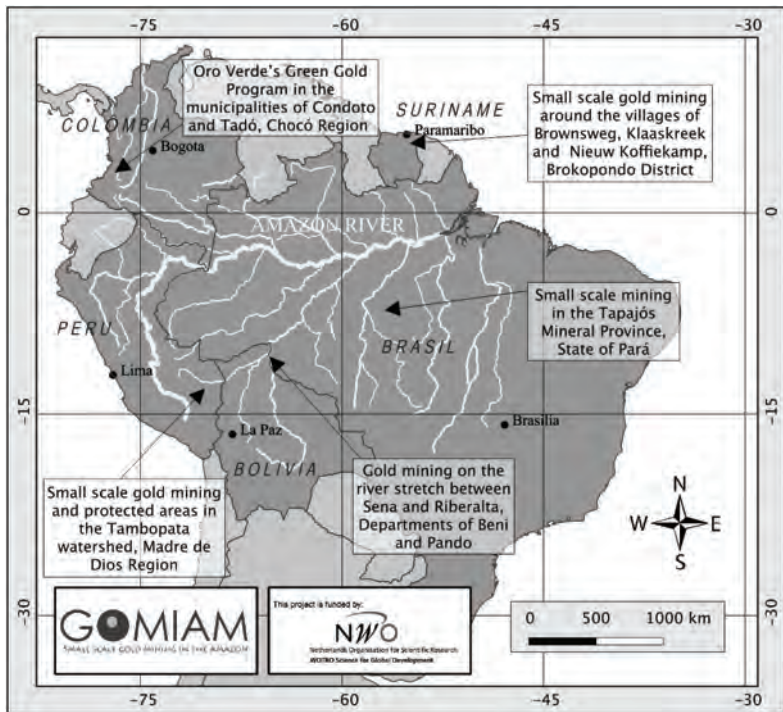 -75
-60
-45
-30
Oro Verde's Green Gold
Program in the
municipalities of Condoto
and Tadó, Chocó Region
COLOMBIA
Bogota
SURINAME
Paramaribo
Small scale gold mining
around the villages of
Brownsweg, Klaaskreek
and Nieuw Koffiekamp,
Brokopondo District
0
0
AMAZON RIVER
PERU
Lima
Small scale mining
in the Tapajós
Mineral Province,
State of Pará
BRASIL
-15
-15
La Paz
BOLIVIA
Brasilia
Small scale gold mining
and protected areas in
the Tambopata
watershed, Madre de
Dios Region
Gold mining on the
river stretch between
Sena and Riberalta,
Departments of Beni
and Pando
N
W E
S
-30
-30
GOMIAM
SMALL SCALE GOLD MINING IN THE AMAZON
This project is funded by:
NWO
Netherlands Organisation for Scientific Research
WOTRO Science for Global Development
0 500 1000 km
-75
-60
-45
-30